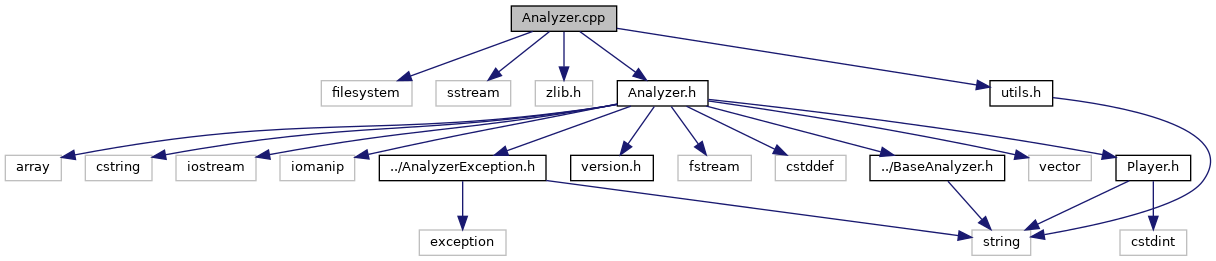 Analyzer.cpp
filesystem
sstream
zlib.h
Analyzer.h
utils.h
array
cstring
iostream
iomanip
../AnalyzerException.h
version.h
fstream
cstddef
../BaseAnalyzer.h
vector
Player.h
exception
string
cstdint